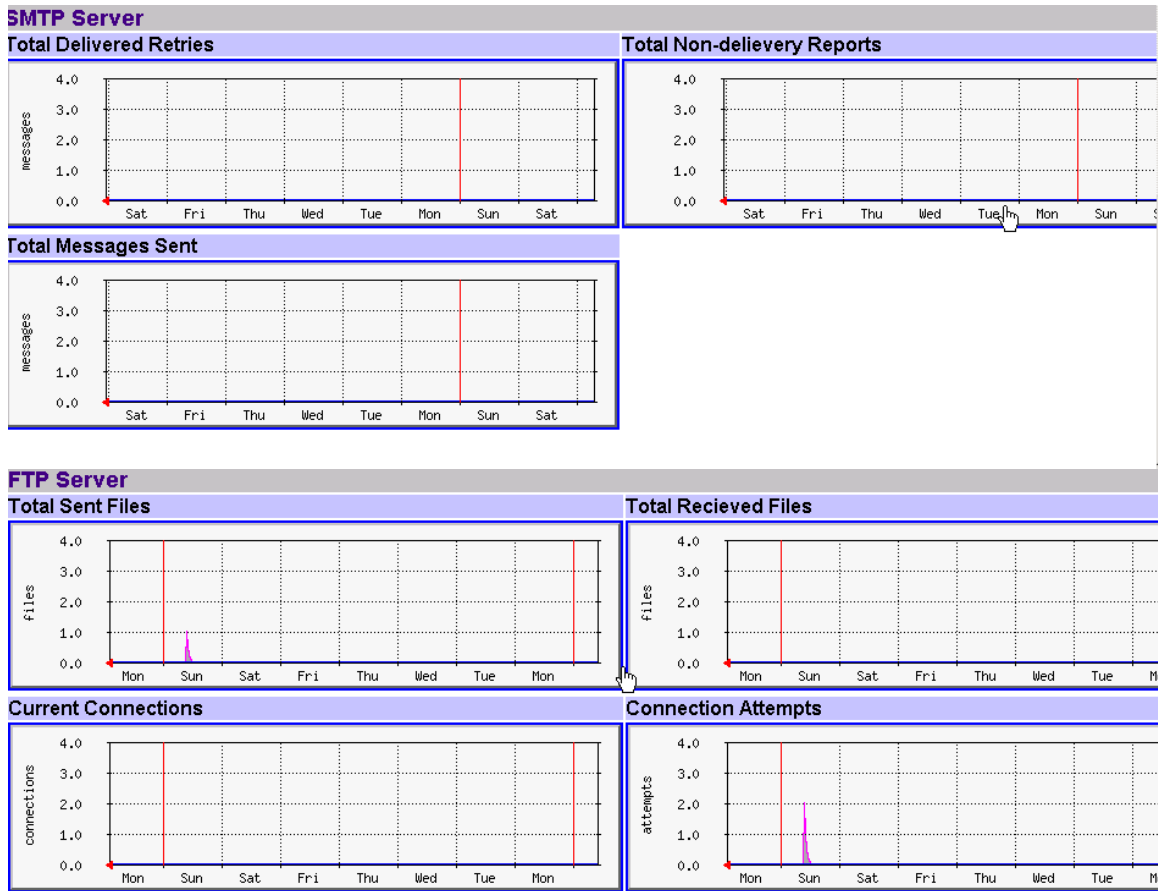 SMTP Server
Total Delivered Retries
Total Non-delievery Reports
messages
4.0
3.0
2.0
1.0
0.0
Sat Fri Thu Wed Tue Mon Sun Sat
4.0
3.0
2.0
1.0
0.0
Sat Fri Thu Wed Tue Mon Sun
Total Messages Sent
messages
4.0
3.0
2.0
1.0
0.0
Sat Fri Thu Wed Tue Mon Sun Sat
FTP Server
Total Sent Files
Total Recieved Files
files
4.0
3.0
2.0
1.0
0.0
Mon Sun Sat Fri Thu Wed Tue Mon
files
4.0
3.0
2.0
1.0
0.0
Mon Sun Sat Fri Thu Wed Tue
Current Connections
Connection Attempts
connections
4.0
3.0
2.0
1.0
0.0
Mon Sun Sat Fri Thu Wed Tue Mon
attempts
4.0
3.0
2.0
1.0
0.0
Mon Sun Sat Fri Thu Wed Tue